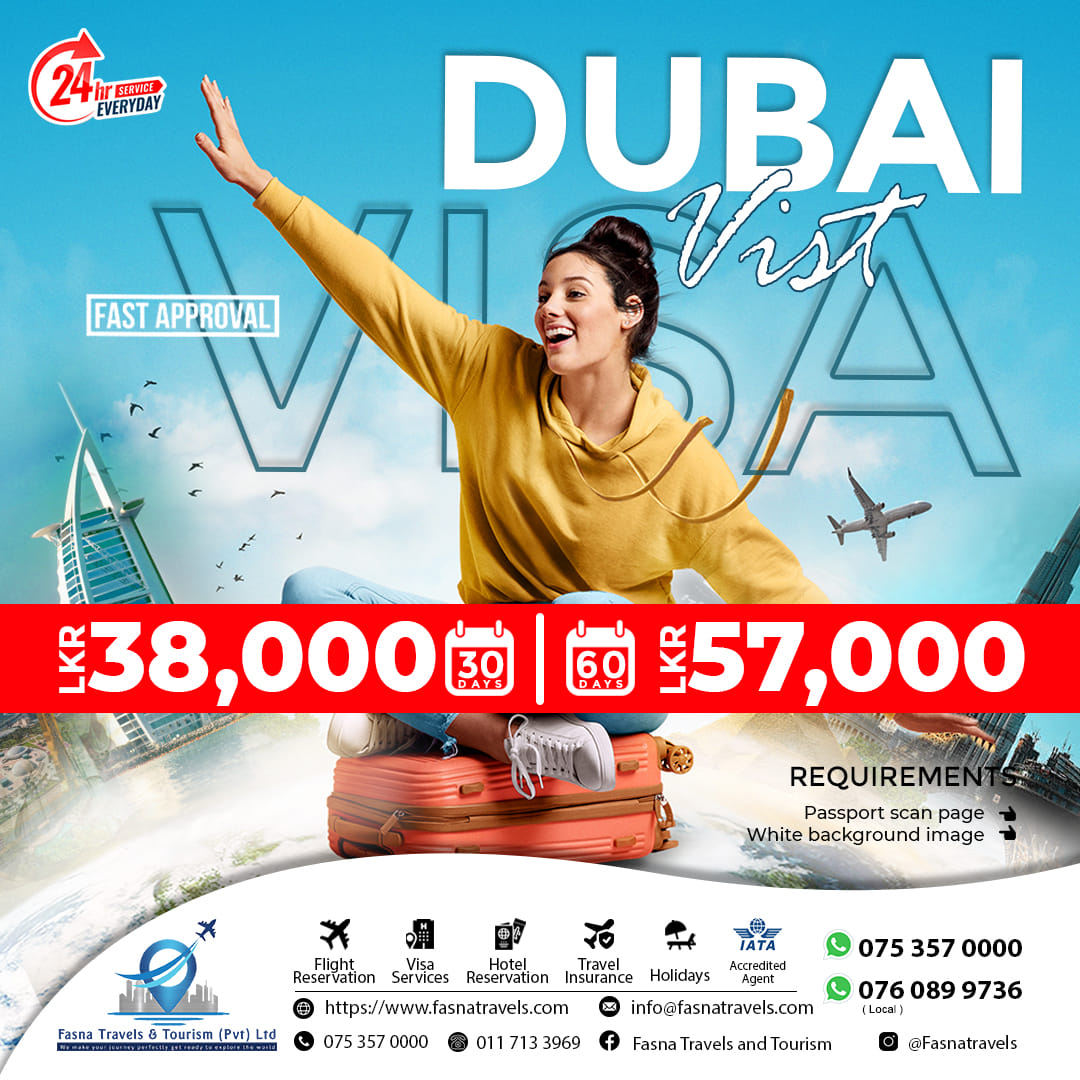 24hr SERVICE
EVERYDAY
DUBAI
Vist
VISA
FAST APPROVAL
LKR 38,000 30 DAYS
60 DAYS LKR 57,000
REQUIREMENTS
Passport scan page
White background image
Fasna Travels & Tourism (Pvt) Ltd
We make your journey perfectly get ready to explore the world
Flight
Reservation
Visa
Services
Hotel
Reservation
Travel
Insurance
Holidays
IATA
Accredited
Agent
075 357 0000
076 089 9736
( Local )
https://www.fasnatravels.com
info@fasnatravels.com
075 357 0000
011 713 3969
Fasna Travels and Tourism
@Fasnatravels